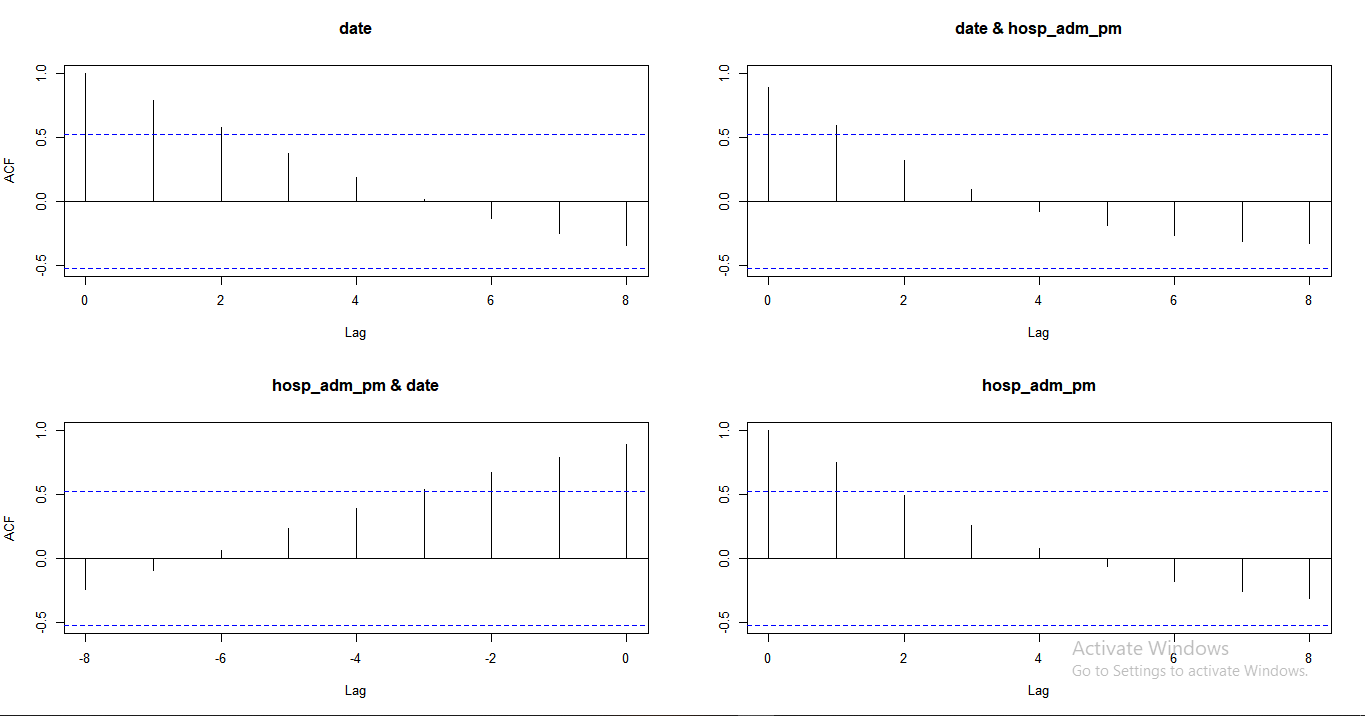 date
ACF
1.0
0.5
0.0
-0.5
0 2 4 6 8
Lag
date & hosp_adm_pm
1.0
0.5
0.0
-0.5
0 2 4 6 8
Lag
hosp_adm_pm & date
ACF
1.0
0.5
0.0
-0.5
-8 -6 -4 -2 0
Lag
hosp_adm_pm
1.0
0.5
0.0
-0.5
0 2 4 6 8
Lag
Activate Windows
Go to Settings to activate Windows.